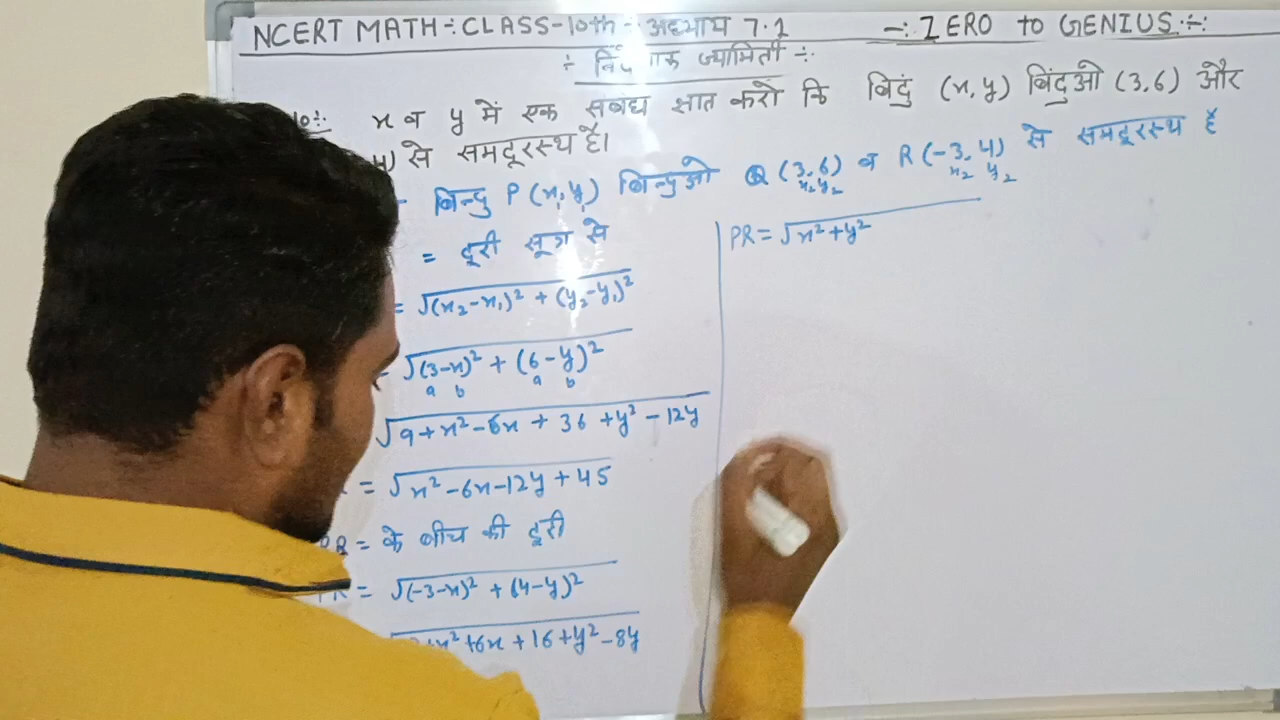 NCERT MATH÷CLASS-10th÷ अध्याय 7.1 -:ZERO to GENIUS÷-:
÷ ज्यामिती ÷
10÷ x व y में एक संबंध ज्ञात करो कि बिंदुं (x,y) बिंदुओ (3,6) और
4) से समदूरस्थ है।
- बिन्दु P(x,y) बिन्दुओ Q(3,6) व R(-3,4) से समदूरस्थ है
x₂ y₂ x₂ y₂
= दूरी सूत्र से
= √(x₂-x₁)² + (y₂-y₁)²
= √(3-x)² + (6-y)²
a b a b
√9+x²-6x + 36 +y² - 12y
= √x²-6x-12y+45
PR = के बीच की दूरी
PR = √(-3-x)² + (4-y)²
+x²+6x+16+y²-8y
PR = √x²+y²